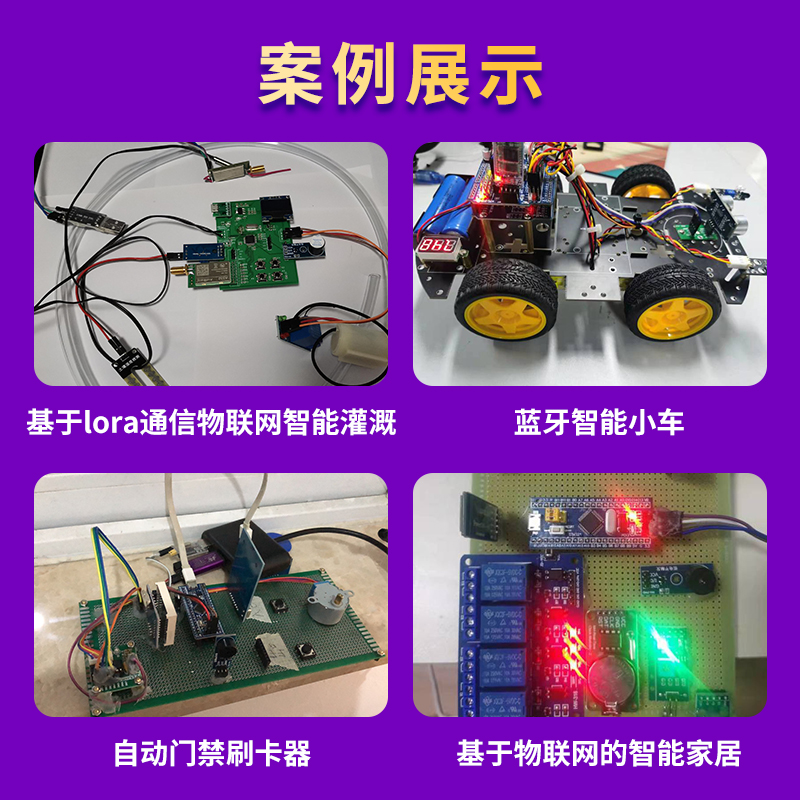 案例展示
基于lora通信物联网智能灌溉
蓝牙智能小车
自动门禁刷卡器
基于物联网的智能家居